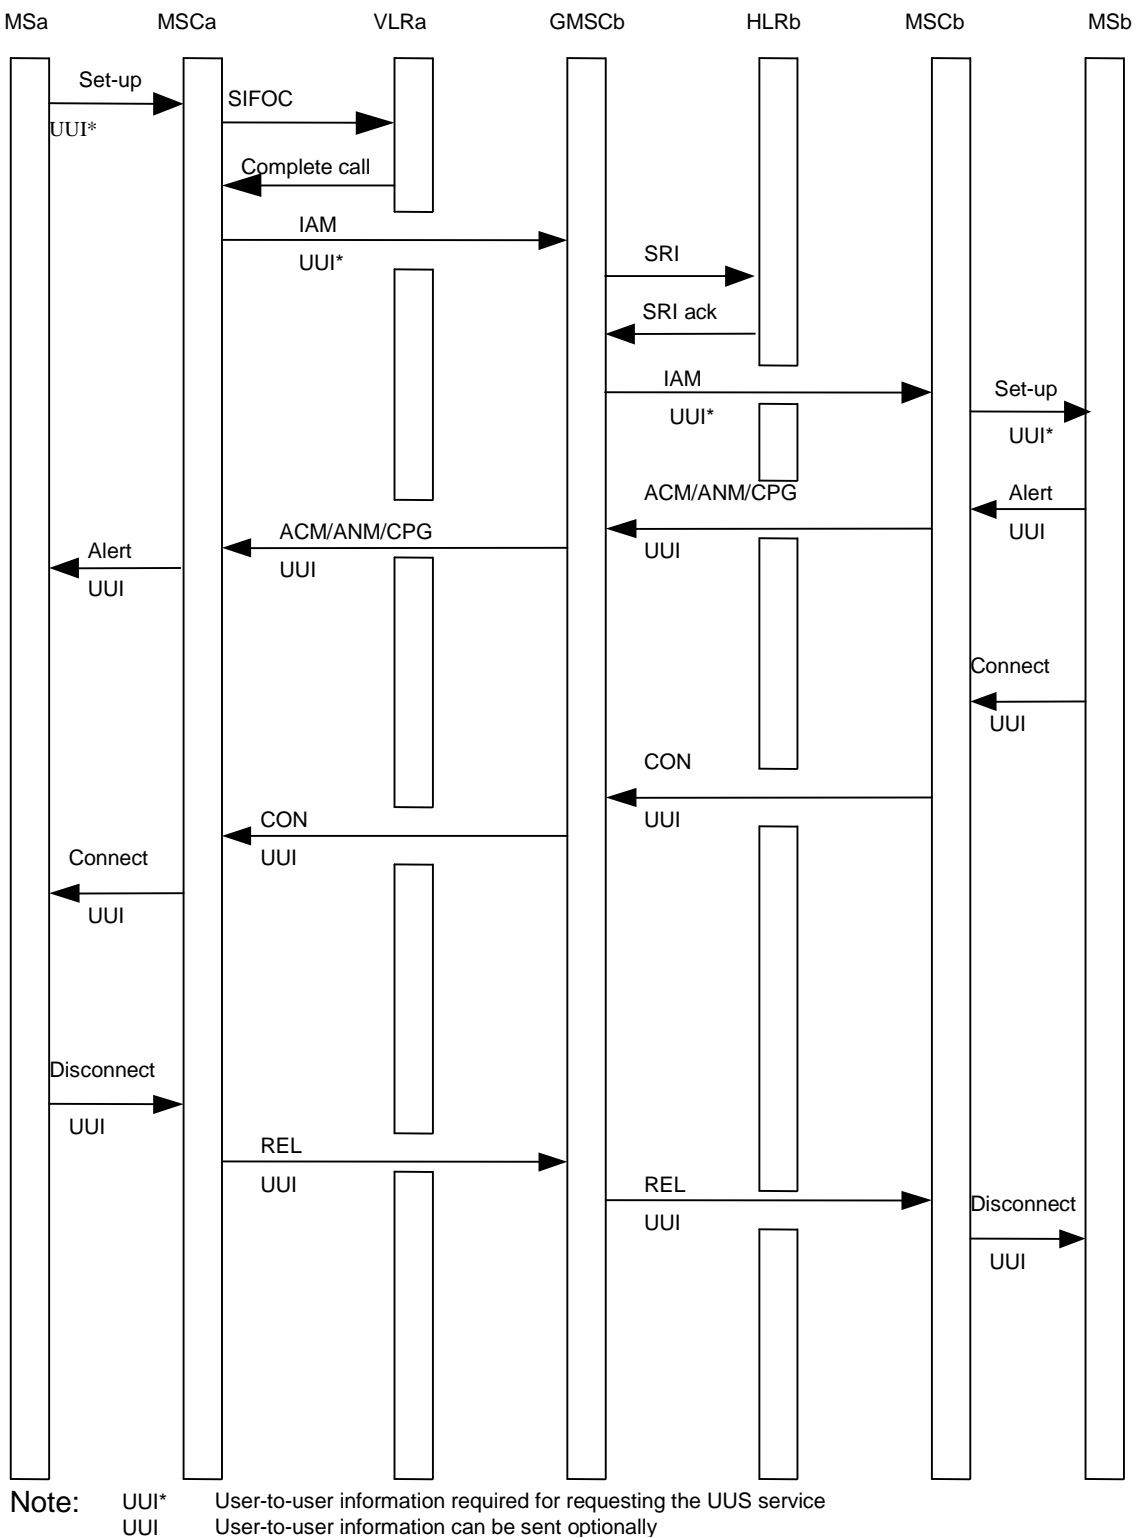 MSa MSCa VLRa GMSCb HLRb MSCb MSb
Set-up
UUI*
SIFOC
Complete call
IAM
UUI*
SRI
SRI ack
IAM
UUI*
Set-up
UUI*
Alert
UUI
ACM/ANM/CPG
UUI
ACM/ANM/CPG
UUI
Alert
UUI
Connect
UUI
CON
UUI
CON
UUI
Connect
UUI
Disconnect
UUI
REL
UUI
REL
UUI
Disconnect
UUI
Note: UUI* User-to-user information required for requesting the UUS service
UUI User-to-user information can be sent optionally